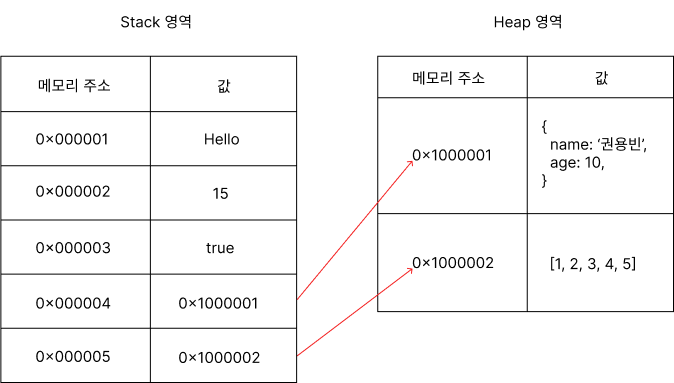 Stack 영역
메모리 주소 값
0×000001 Hello
0×000002 15
0×000003 true
0×000004 0×1000001
0×000005 0×1000002
Heap 영역
메모리 주소 값
0×1000001
{
name: ‘권용빈’,
age: 10,
}
0×1000002 [1, 2, 3, 4, 5]